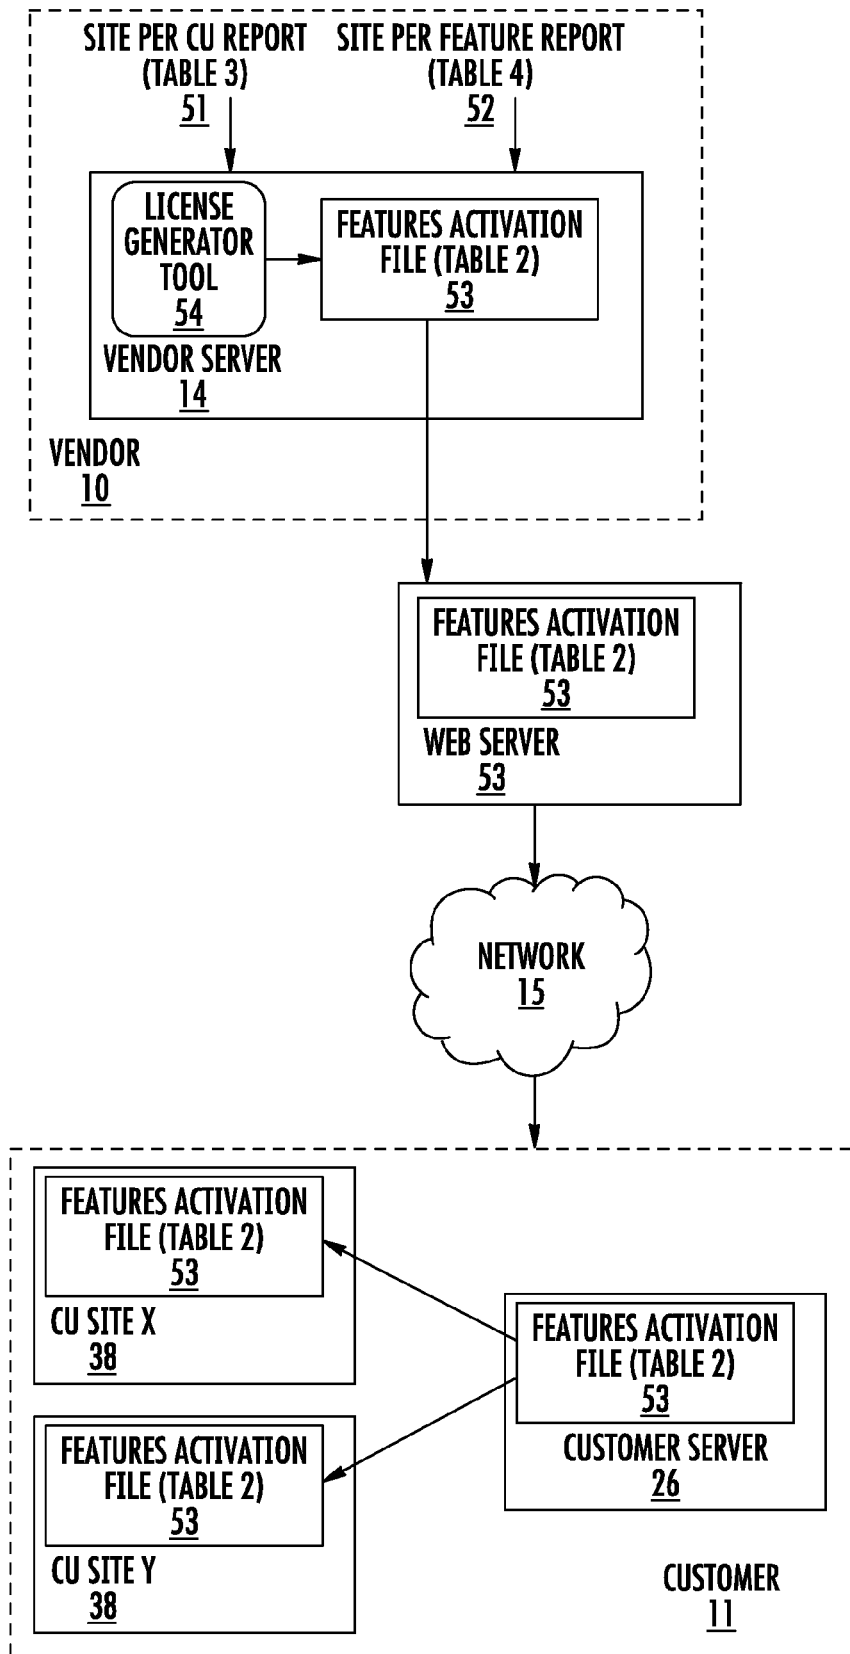 SITE PER CU REPORT
(TABLE 3)
51
SITE PER FEATURE REPORT
(TABLE 4)
52
LICENSE
GENERATOR
TOOL
54
FEATURES ACTIVATION
FILE (TABLE 2)
53
VENDOR SERVER
14
VENDOR
10
FEATURES ACTIVATION
FILE (TABLE 2)
53
WEB SERVER
53
NETWORK
15
FEATURES ACTIVATION
FILE (TABLE 2)
53
CU SITE X
38
FEATURES ACTIVATION
FILE (TABLE 2)
53
CUSTOMER SERVER
26
FEATURES ACTIVATION
FILE (TABLE 2)
53
CU SITE Y
38
CUSTOMER
11